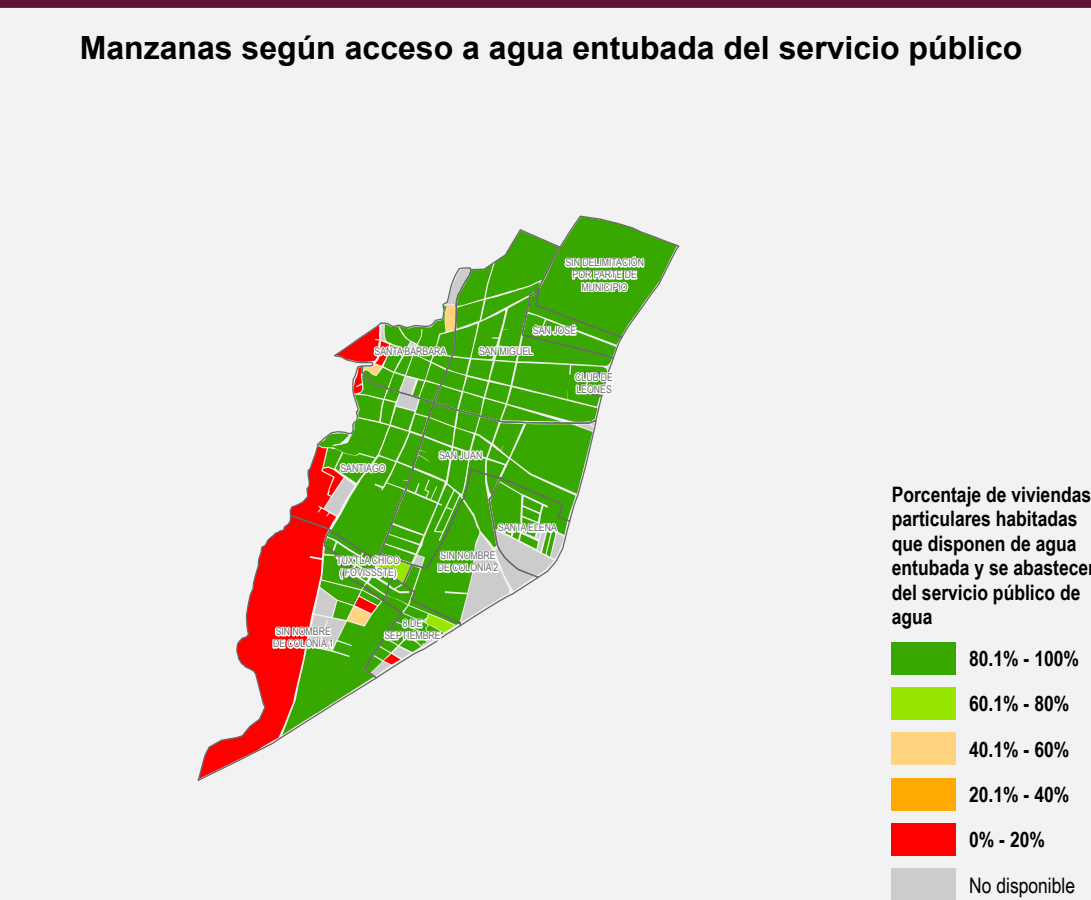 Manzanas según acceso a agua entubada del servicio público
SIN DELIMITACIÓN
POR PARTE DE
MUNICIPIO
SAN JOSÉ
SANTA BARBARA
SAN MIGUEL
CLUB DE
LEONES
SAN JUAN
SANTIAGO
SANTA ELENA
SIN NOMBRE
DE COLONIA 2
TUXTLA CHICO
(FOVISSSTE)
8 DE
SEPTIEMBRE
SIN NOMBRE
DE COLONIA 1
Porcentaje de viviendas
particulares habitadas
que disponen de agua
entubada y se abastecen
del servicio público de
agua
80.1% - 100%
60.1% - 80%
40.1% - 60%
20.1% - 40%
0% - 20%
No disponible